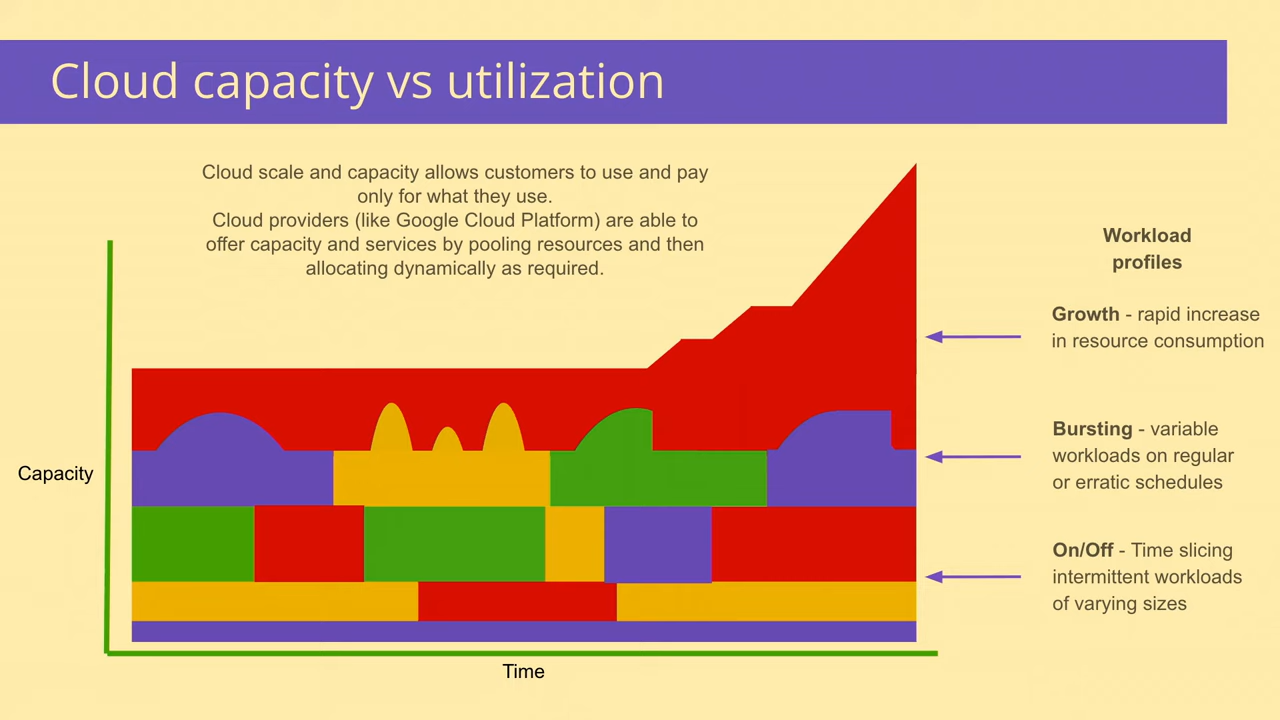 Cloud capacity vs utilization
Cloud scale and capacity allows customers to use and pay
only for what they use.
Cloud providers (like Google Cloud Platform) are able to
offer capacity and services by pooling resources and then
allocating dynamically as required.
Workload
profiles
Growth - rapid increase
in resource consumption
Bursting - variable
workloads on regular
or erratic schedules
On/Off - Time slicing
intermittent workloads
of varying sizes
Capacity
Time